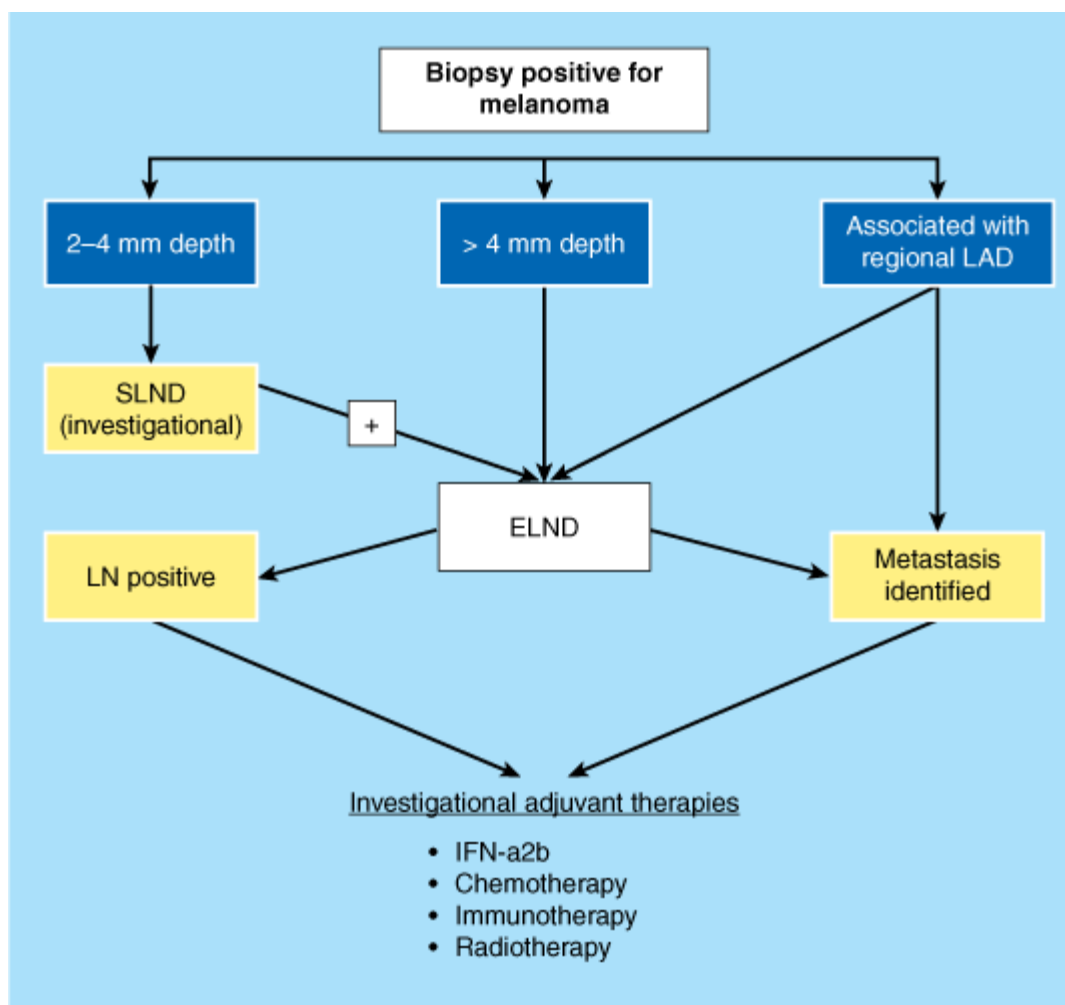 Biopsy positive for
melanoma
2–4 mm depth
> 4 mm depth
Associated with
regional LAD
SLND
(investigational)
+
ELND
LN positive
Metastasis
identified
Investigational adjuvant therapies
• IFN-a2b
• Chemotherapy
• Immunotherapy
• Radiotherapy